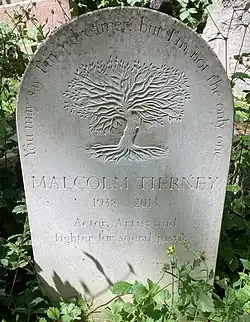 You may say I'm a dreamer, but I'm not the only one
MALCOLM TIERNEY
1938 – 2014
Actor, Artist and
fighter for social justice